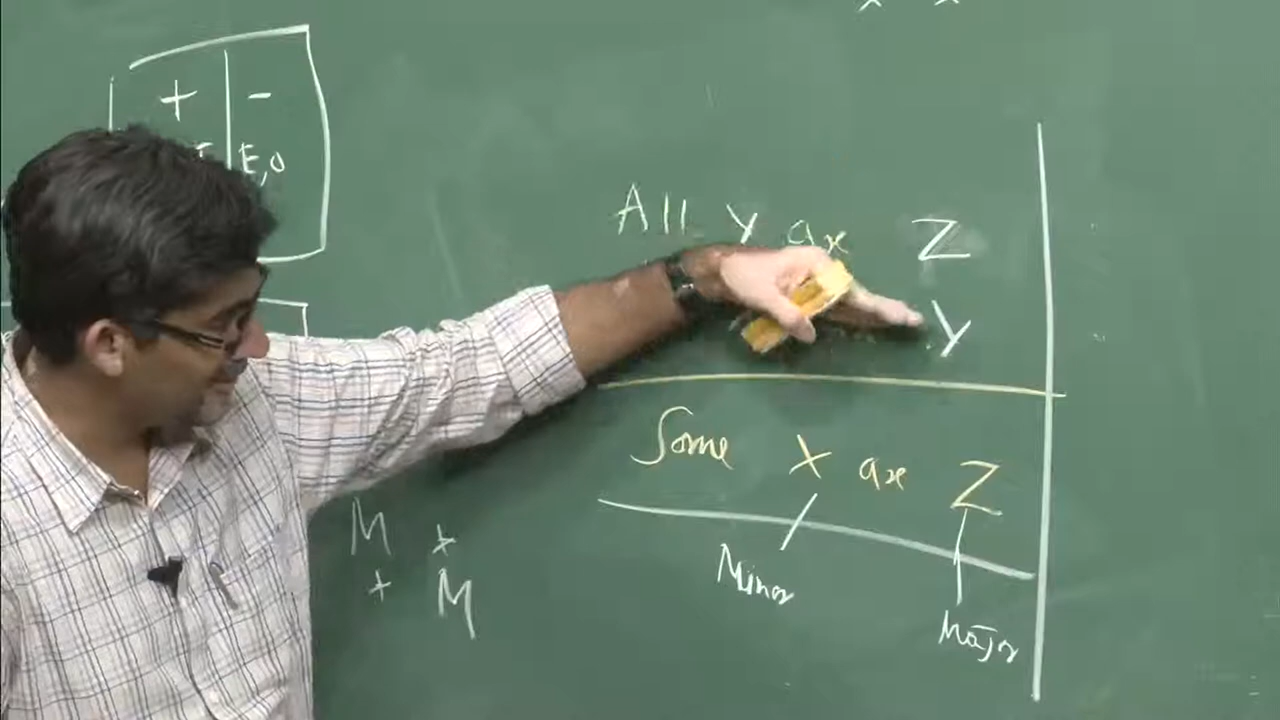 + -
E,O
All Y are Z
Y
Some X are Z
Minor
Major
M *
* M